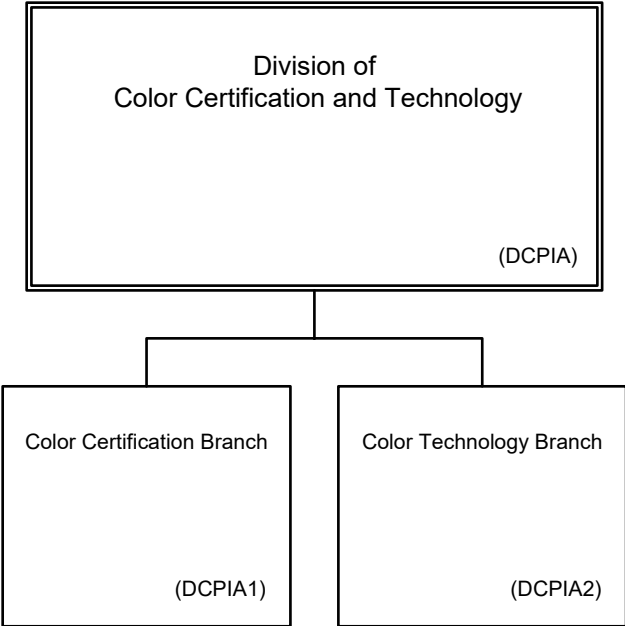 Division of
Color Certification and Technology
(DCPIA)
Color Certification Branch
(DCPIA1)
Color Technology Branch
(DCPIA2)